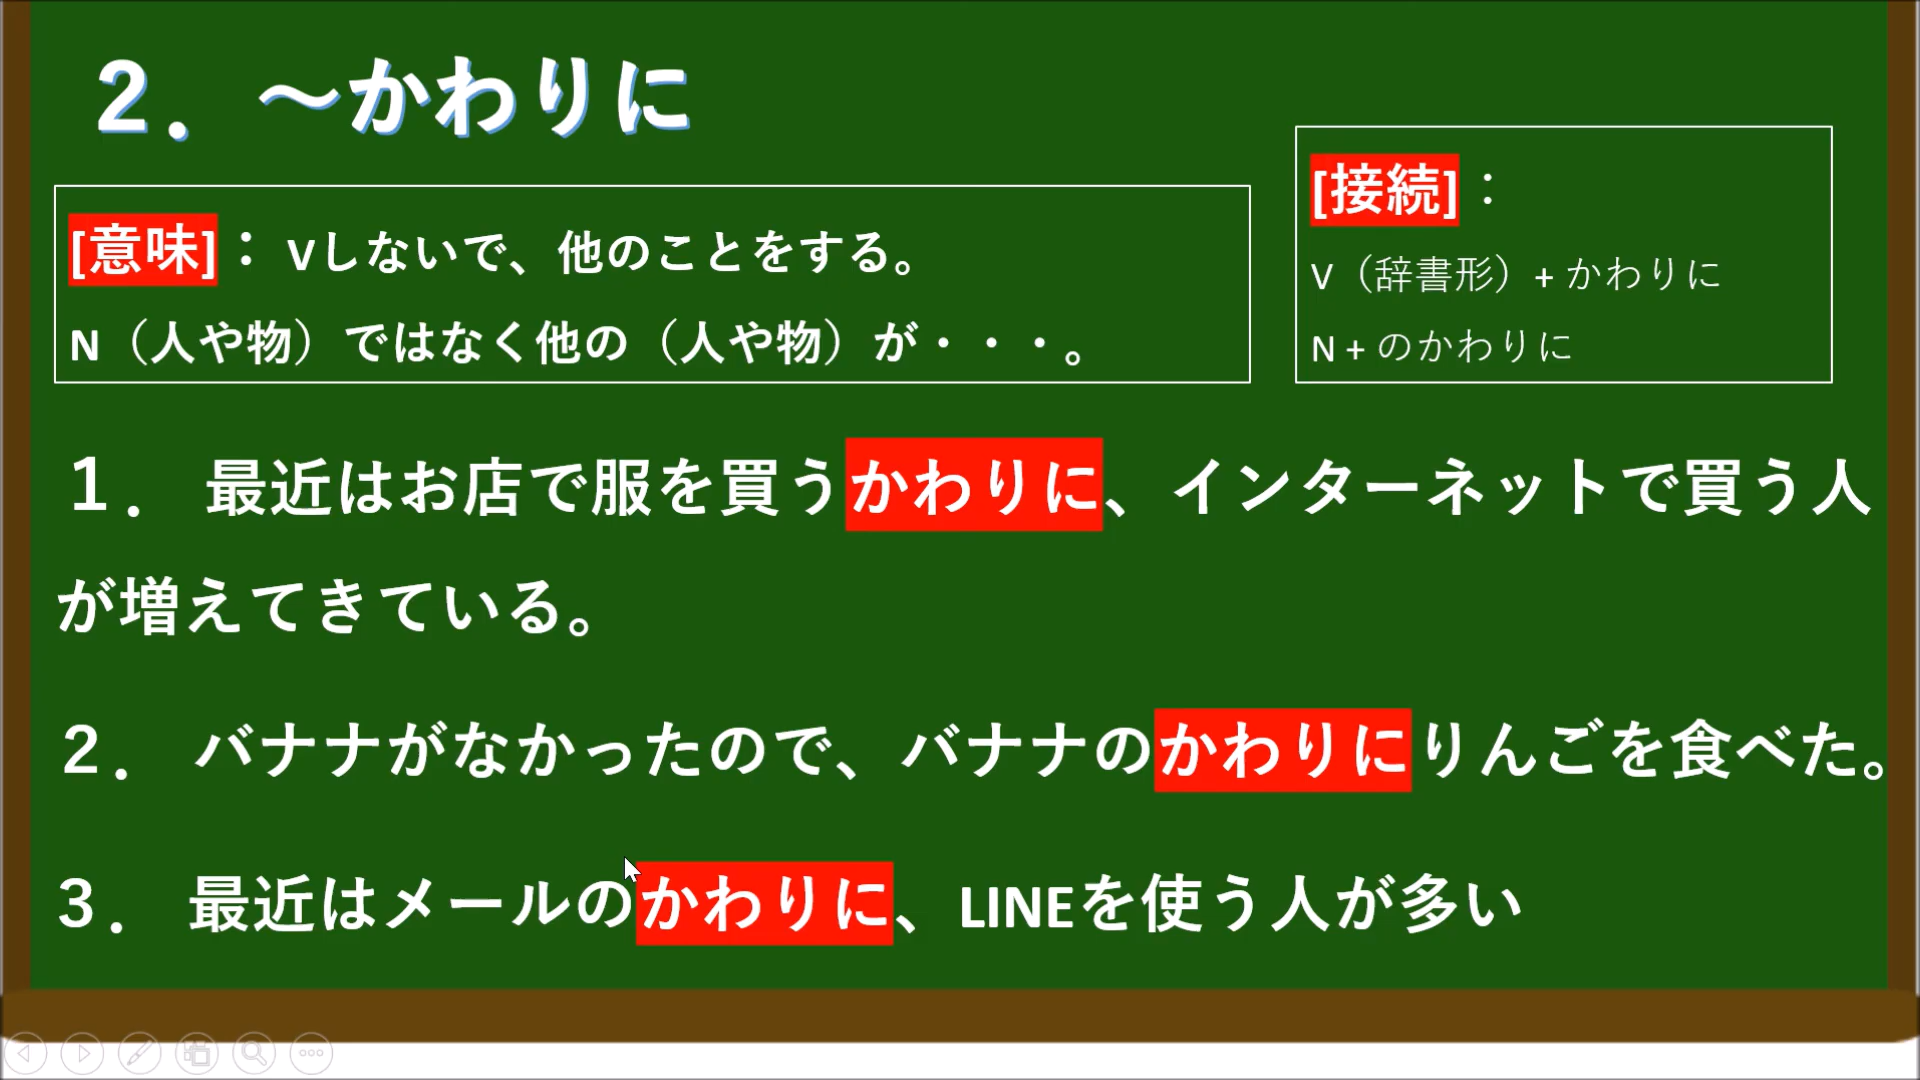 ２．～かわりに
[意味]： Vしないで、他のことをする。
N（人や物）ではなく他の（人や物）が・・・。
[接続]：
V（辞書形）+ かわりに
N + のかわりに
１． 最近はお店で服を買うかわりに、インターネットで買う人
が増えてきている。
２． バナナがなかったので、バナナのかわりにりんごを食べた。
３． 最近はメールのかわりに、LINEを使う人が多い